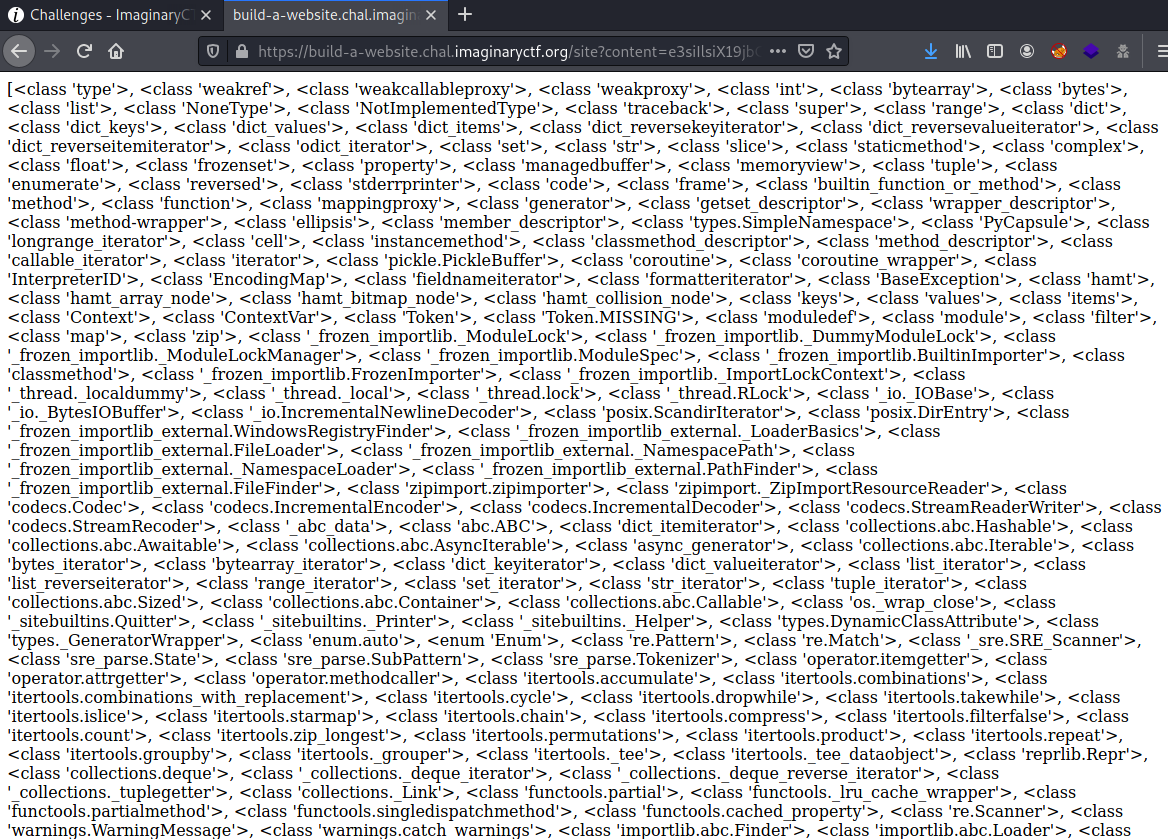 Challenges - ImaginaryC
build-a-website.chal.imagin
https://build-a-website.chal.imaginaryctf.org/site?content=e3siIlsiX19jb
[<class 'type'>, <class 'weakref'>, <class 'weakcallableproxy'>, <class 'weakproxy'>, <class 'int'>, <class 'bytearray'>, <class 'bytes'>,
<class 'list'>, <class 'NoneType'>, <class 'NotImplementedType'>, <class 'traceback'>, <class 'super'>, <class 'range'>, <class 'dict'>,
<class 'dict_keys'>, <class 'dict_values'>, <class 'dict_items'>, <class 'dict_reversekeyiterator'>, <class 'dict_reversevalueiterator'>, <class
'dict_reverseitemiterator'>, <class 'odict_iterator'>, <class 'set'>, <class 'str'>, <class 'slice'>, <class 'staticmethod'>, <class 'complex'>,
<class 'float'>, <class 'frozenset'>, <class 'property'>, <class 'managedbuffer'>, <class 'memoryview'>, <class 'tuple'>, <class
'enumerate'>, <class 'reversed'>, <class 'stderrprinter'>, <class 'code'>, <class 'frame'>, <class 'builtin_function_or_method'>, <class
'method'>, <class 'function'>, <class 'mappingproxy'>, <class 'generator'>, <class 'getset_descriptor'>, <class 'wrapper_descriptor'>,
<class 'method-wrapper'>, <class 'ellipsis'>, <class 'member_descriptor'>, <class 'types.SimpleNamespace'>, <class 'PyCapsule'>, <class
'longrange_iterator'>, <class 'cell'>, <class 'instancemethod'>, <class 'classmethod_descriptor'>, <class 'method_descriptor'>, <class
'callable_iterator'>, <class 'iterator'>, <class 'pickle.PickleBuffer'>, <class 'coroutine'>, <class 'coroutine_wrapper'>, <class
'InterpreterID'>, <class 'EncodingMap'>, <class 'fieldnameiterator'>, <class 'formatteriterator'>, <class 'BaseException'>, <class 'hamt'>,
<class 'hamt_array_node'>, <class 'hamt_bitmap_node'>, <class 'hamt_collision_node'>, <class 'keys'>, <class 'values'>, <class 'items'>,
<class 'Context'>, <class 'ContextVar'>, <class 'Token'>, <class 'Token.MISSING'>, <class 'moduledef'>, <class 'module'>, <class 'filter'>,
<class 'map'>, <class 'zip'>, <class '_frozen_importlib._ModuleLock'>, <class '_frozen_importlib._DummyModuleLock'>, <class
'_frozen_importlib._ModuleLockManager'>, <class '_frozen_importlib.ModuleSpec'>, <class '_frozen_importlib.BuiltinImporter'>, <class
'classmethod'>, <class '_frozen_importlib.FrozenImporter'>, <class '_frozen_importlib._ImportLockContext'>, <class
'_thread._localdummy'>, <class '_thread._local'>, <class '_thread.lock'>, <class '_thread.RLock'>, <class '_io._IOBase'>, <class
'_io._BytesIOBuffer'>, <class '_io.IncrementalNewlineDecoder'>, <class 'posix.ScandirIterator'>, <class 'posix.DirEntry'>, <class
'_frozen_importlib_external.WindowsRegistryFinder'>, <class '_frozen_importlib_external._LoaderBasics'>, <class
'_frozen_importlib_external.FileLoader'>, <class '_frozen_importlib_external._NamespacePath'>, <class
'_frozen_importlib_external._NamespaceLoader'>, <class '_frozen_importlib_external.PathFinder'>, <class
'_frozen_importlib_external.FileFinder'>, <class 'zipimport.zipimporter'>, <class 'zipimport._ZipImportResourceReader'>, <class
'codecs.Codec'>, <class 'codecs.IncrementalEncoder'>, <class 'codecs.IncrementalDecoder'>, <class 'codecs.StreamReaderWriter'>, <class
'codecs.StreamRecoder'>, <class '_abc_data'>, <class 'abc.ABC'>, <class 'dict_itemiterator'>, <class 'collections.abc.Hashable'>, <class
'collections.abc.Awaitable'>, <class 'collections.abc.AsyncIterable'>, <class 'async_generator'>, <class 'collections.abc.Iterable'>, <class
'bytes_iterator'>, <class 'bytearray_iterator'>, <class 'dict_keyiterator'>, <class 'dict_valueiterator'>, <class 'list_iterator'>, <class
'list_reverseiterator'>, <class 'range_iterator'>, <class 'set_iterator'>, <class 'str_iterator'>, <class 'tuple_iterator'>, <class
'collections.abc.Sized'>, <class 'collections.abc.Container'>, <class 'collections.abc.Callable'>, <class 'os._wrap_close'>, <class
'_sitebuiltins.Quitter'>, <class '_sitebuiltins._Printer'>, <class '_sitebuiltins._Helper'>, <class 'types.DynamicClassAttribute'>, <class
'types._GeneratorWrapper'>, <class 'enum.auto'>, <enum 'Enum'>, <class 're.Pattern'>, <class 're.Match'>, <class '_sre.SRE_Scanner'>,
<class 'sre_parse.State'>, <class 'sre_parse.SubPattern'>, <class 'sre_parse.Tokenizer'>, <class 'operator.itemgetter'>, <class
'operator.attrgetter'>, <class 'operator.methodcaller'>, <class 'itertools.accumulate'>, <class 'itertools.combinations'>, <class
'itertools.combinations_with_replacement'>, <class 'itertools.cycle'>, <class 'itertools.dropwhile'>, <class 'itertools.takewhile'>, <class
'itertools.islice'>, <class 'itertools.starmap'>, <class 'itertools.chain'>, <class 'itertools.compress'>, <class 'itertools.filterfalse'>, <class
'itertools.count'>, <class 'itertools.zip_longest'>, <class 'itertools.permutations'>, <class 'itertools.product'>, <class 'itertools.repeat'>,
<class 'itertools.groupby'>, <class 'itertools._grouper'>, <class 'itertools._tee'>, <class 'itertools._tee_dataobject'>, <class 'reprlib.Repr'>,
<class 'collections.deque'>, <class '_collections._deque_iterator'>, <class '_collections._deque_reverse_iterator'>, <class
'_collections._tuplegetter'>, <class 'collections._Link'>, <class 'functools.partial'>, <class 'functools._lru_cache_wrapper'>, <class
'functools.partialmethod'>, <class 'functools.singledispatchmethod'>, <class 'functools.cached_property'>, <class 're.Scanner'>, <class
'warnings.WarningMessage'>, <class 'warnings.catch_warnings'>, <class 'importlib.abc.Finder'>, <class 'importlib.abc.Loader'>, <class